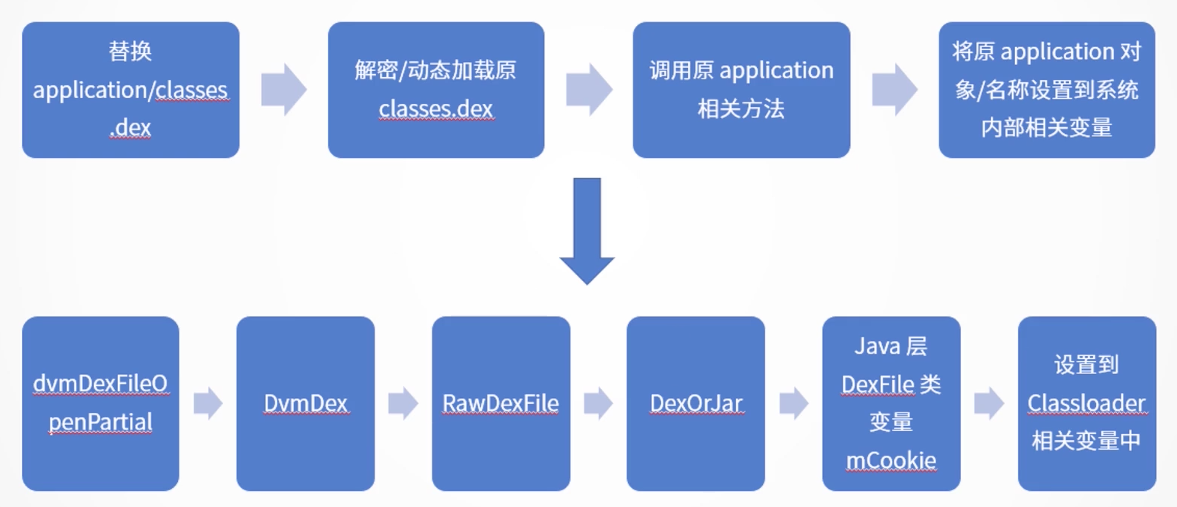 替换
application/classes
.dex
解密/动态加载原
classes.dex
调用原 application
相关方法
将原 application 对
象/名称设置到系统
内部相关变量
dvmDexFileO
penPartial
DvmDex
RawDexFile
DexOrJar
Java 层
DexFile 类
变量
mCookie
设置到
Classloader
相关变量中